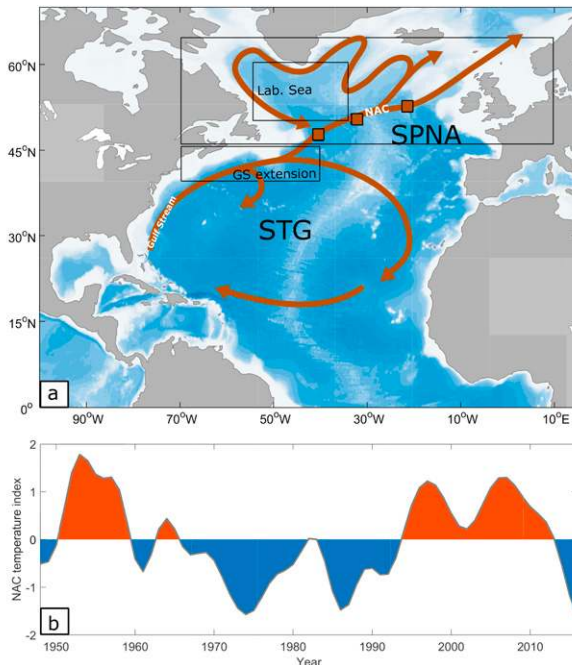 60°N
45°N
30°N
15°N
0°
90°W
70°W
50°W
30°W
10°W
10°E
Lab. Sea
NAC
SPNA
GS extension
Gulf Stream
STG
a
2
1
0
-1
-2
NAC temperature index
b
1950
1960
1970
1980
1990
2000
2010
Year